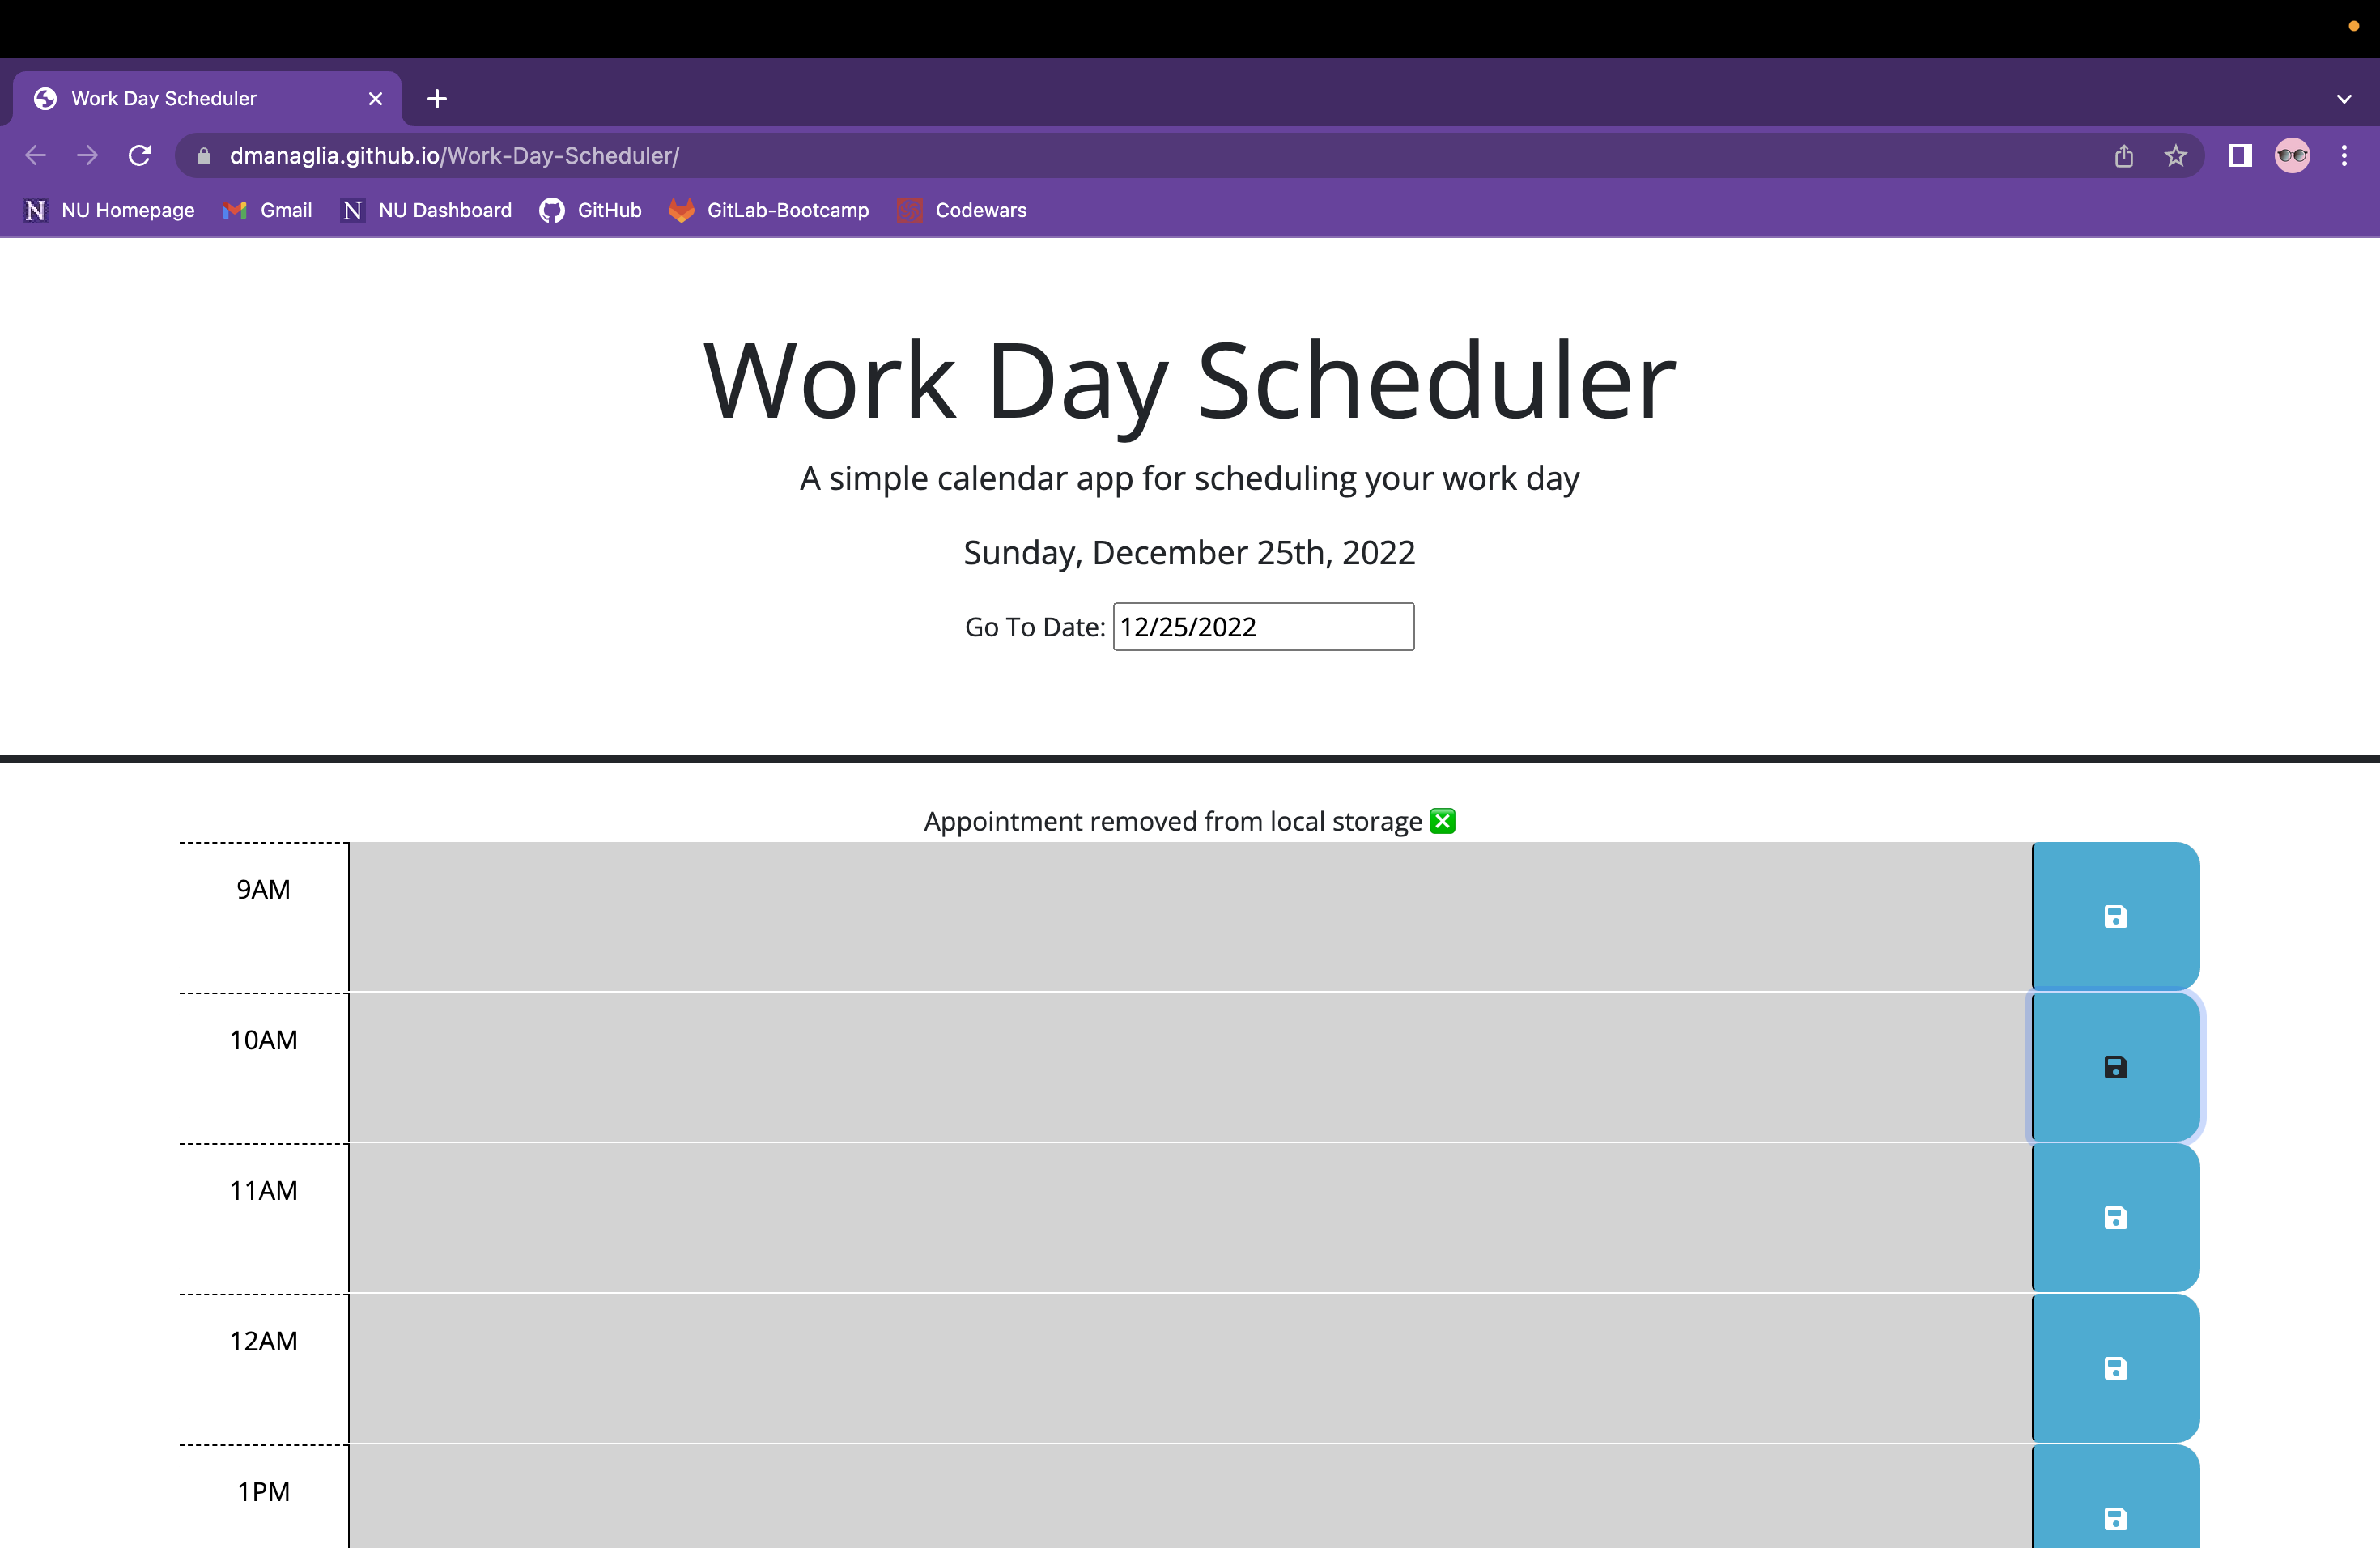 Work Day Scheduler
dmanaglia.github.io/Work-Day-Scheduler/
N NU Homepage Gmail N NU Dashboard GitHub GitLab-Bootcamp Codewars
Work Day Scheduler
A simple calendar app for scheduling your work day
Sunday, December 25th, 2022
Go To Date: 12/25/2022
Appointment removed from local storage ❎
9AM
10AM
11AM
12AM
1PM